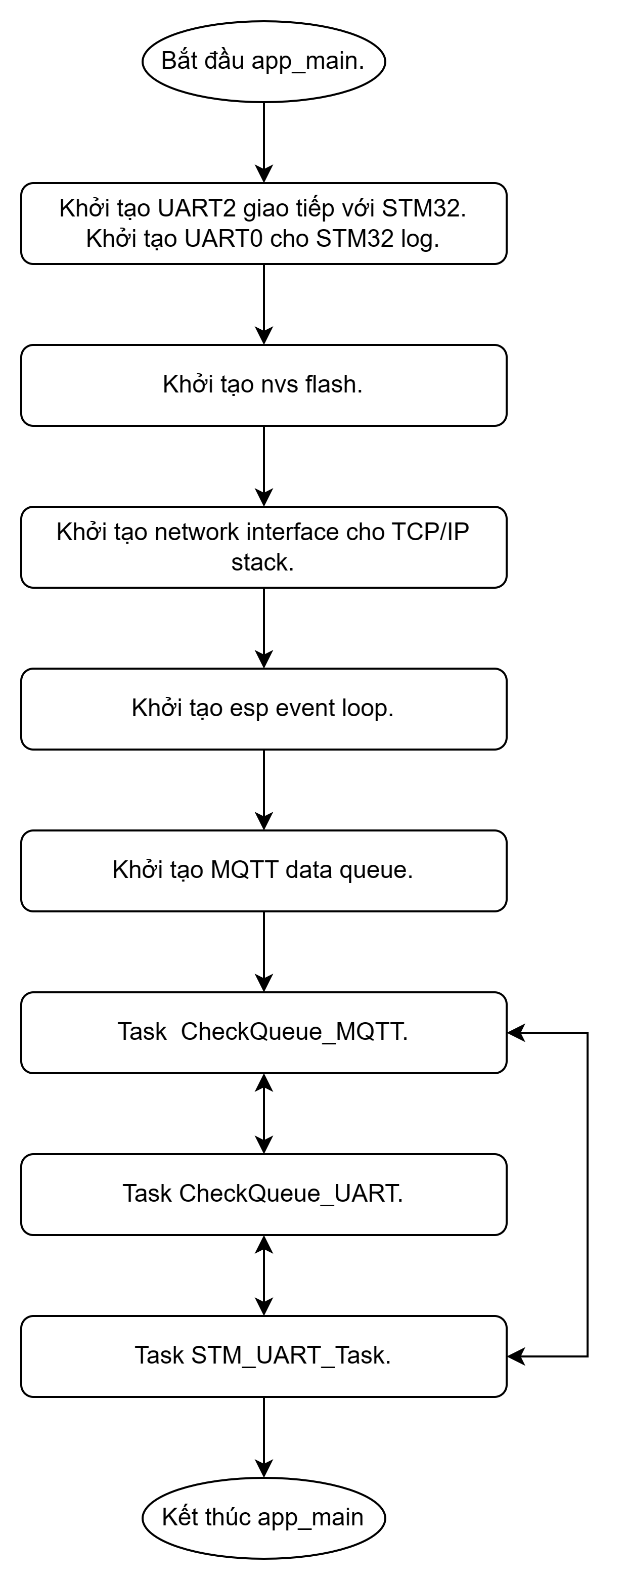 Bắt đầu app_main.
Khởi tạo UART2 giao tiếp với STM32.
Khởi tạo UART0 cho STM32 log.
Khởi tạo nvs flash.
Khởi tạo network interface cho TCP/IP
stack.
Khởi tạo esp event loop.
Khởi tạo MQTT data queue.
Task  CheckQueue_MQTT.
Task CheckQueue_UART.
Task STM_UART_Task.
Kết thúc app_main